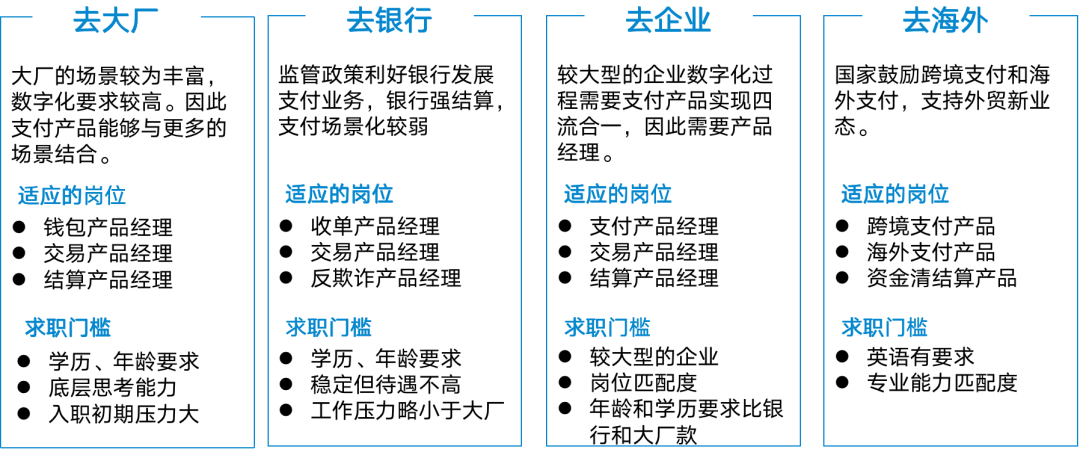 去大厂
大厂的场景较为丰富，
数字化要求较高。因此
支付产品能够与更多的
场景结合。
适应的岗位
● 钱包产品经理
● 交易产品经理
● 结算产品经理
求职门槛
● 学历、年龄要求
● 底层思考能力
● 入职初期压力大
去银行
监管政策利好银行发展
支付业务，银行强结算，
支付场景化较弱
适应的岗位
● 收单产品经理
● 交易产品经理
● 反欺诈产品经理
求职门槛
● 学历、年龄要求
● 稳定但待遇不高
● 工作压力略小于大厂
去企业
较大型的企业数字化过
程需要支付产品实现四
流合一，因此需要产品
经理。
适应的岗位
● 支付产品经理
● 交易产品经理
● 结算产品经理
求职门槛
● 较大型的企业
● 岗位匹配度
● 年龄和学历要求比银
行和大厂款
去海外
国家鼓励跨境支付和海
外支付，支持外贸新业
态。
适应的岗位
● 跨境支付产品
● 海外支付产品
● 资金清结算产品
求职门槛
● 英语有要求
● 专业能力匹配度